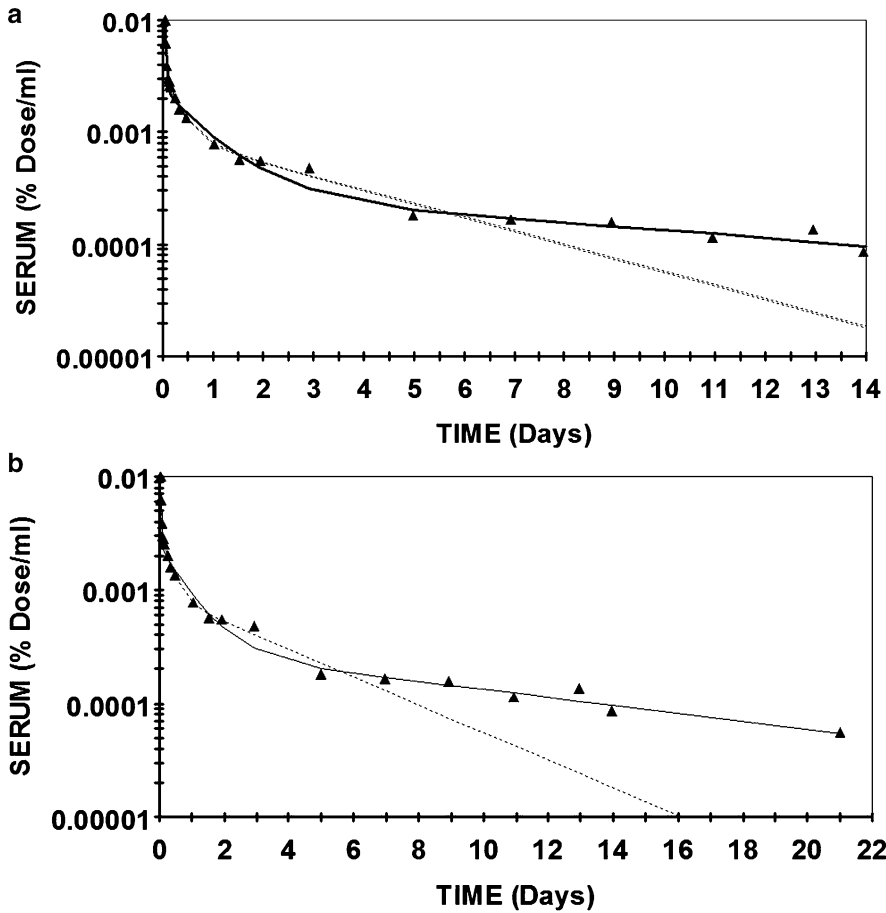 a
0.01
0.001
0.0001
0.00001
SERUM (% Dose/ml)
0 1 2 3 4 5 6 7 8 9 10 11 12 13 14
TIME (Days)
b
0.01
0.001
0.0001
0.00001
SERUM (% Dose/ml)
0 2 4 6 8 10 12 14 16 18 20 22
TIME (Days)